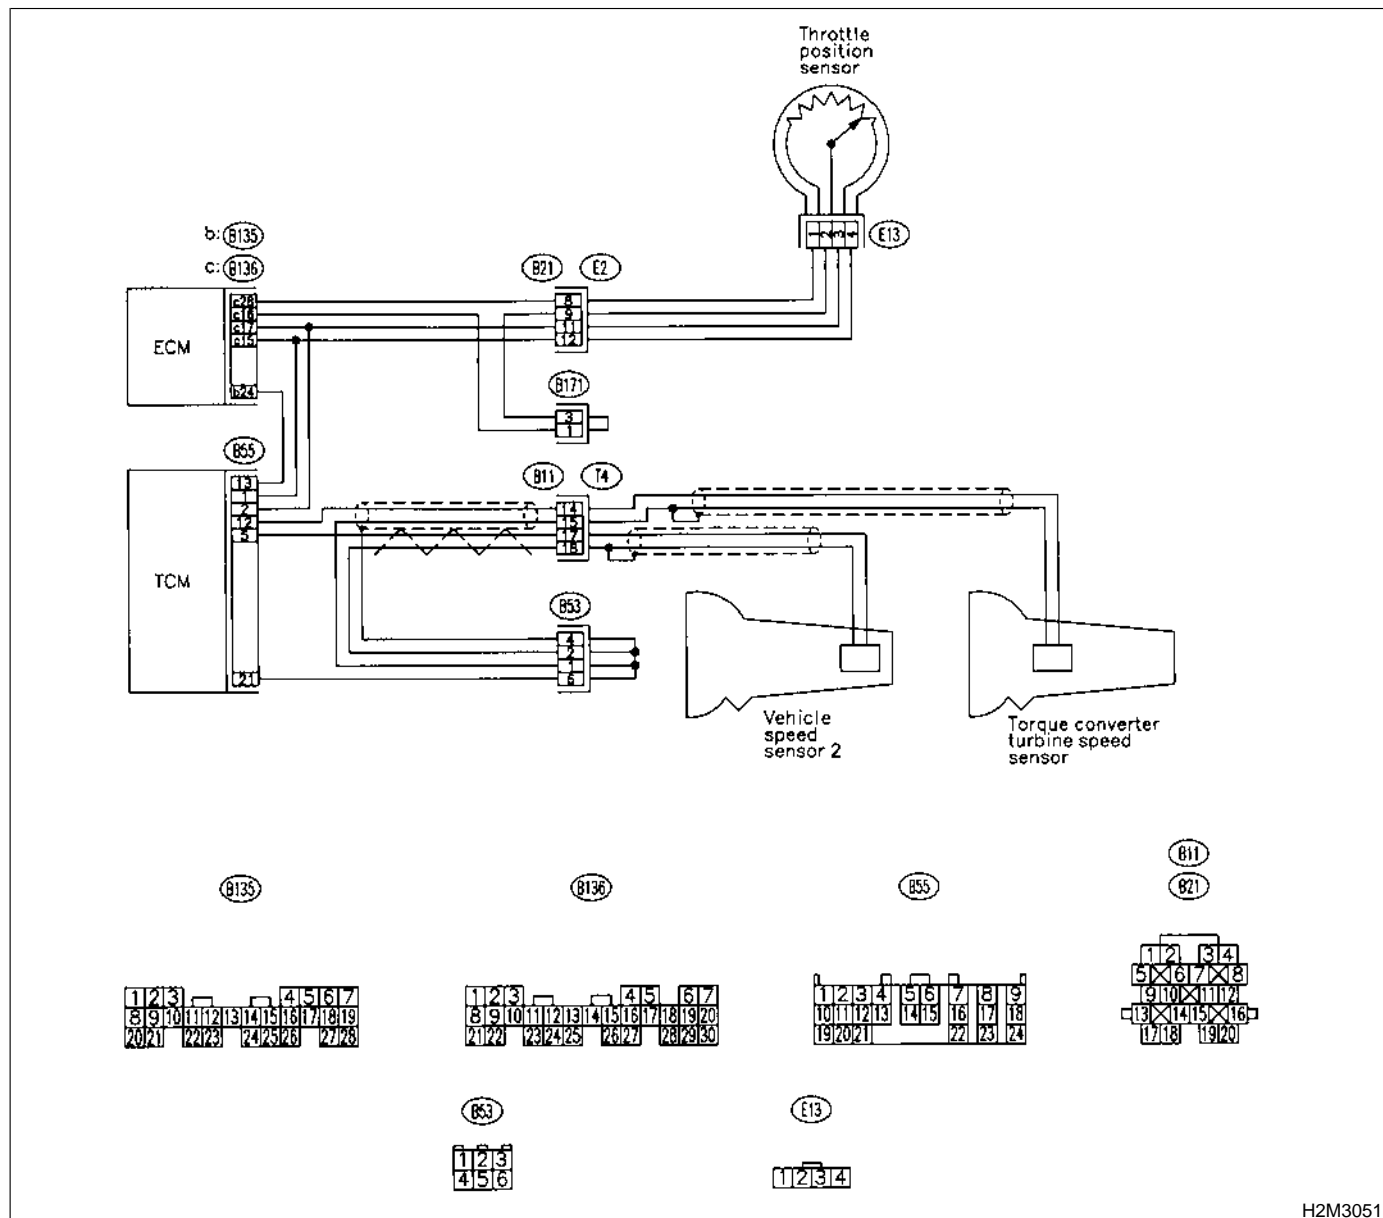 Throttle
position
sensor
1 2 3 4
E13
b: B135
c: B136
B21 E2
ECM
c28
c16
c17
c15
b24
8
9
11
12
B171
3
1
B55
TCM
13
1
2
12
5
21
B11 T4
14
15
17
18
B53
4
2
1
6
Vehicle
speed
sensor 2
Torque converter
turbine speed
sensor
B135
1 2 3 4 5 6 7
8 9 10 11 12 13 14 15 16 17 18 19
20 21 22 23 24 25 26 27 28
B136
1 2 3 4 5 6 7
8 9 10 11 12 13 14 15 16 17 18 19 20
21 22 23 24 25 26 27 28 29 30
B55
1 2 3 4 5 6 7 8 9
10 11 12 13 14 15 16 17 18
19 20 21 22 23 24
B11
B21
1 2 3 4
5 6 7 8
9 10 11 12
13 14 15 16
17 18 19 20
B53
1 2 3
4 5 6
E13
1 2 3 4
H2M3051